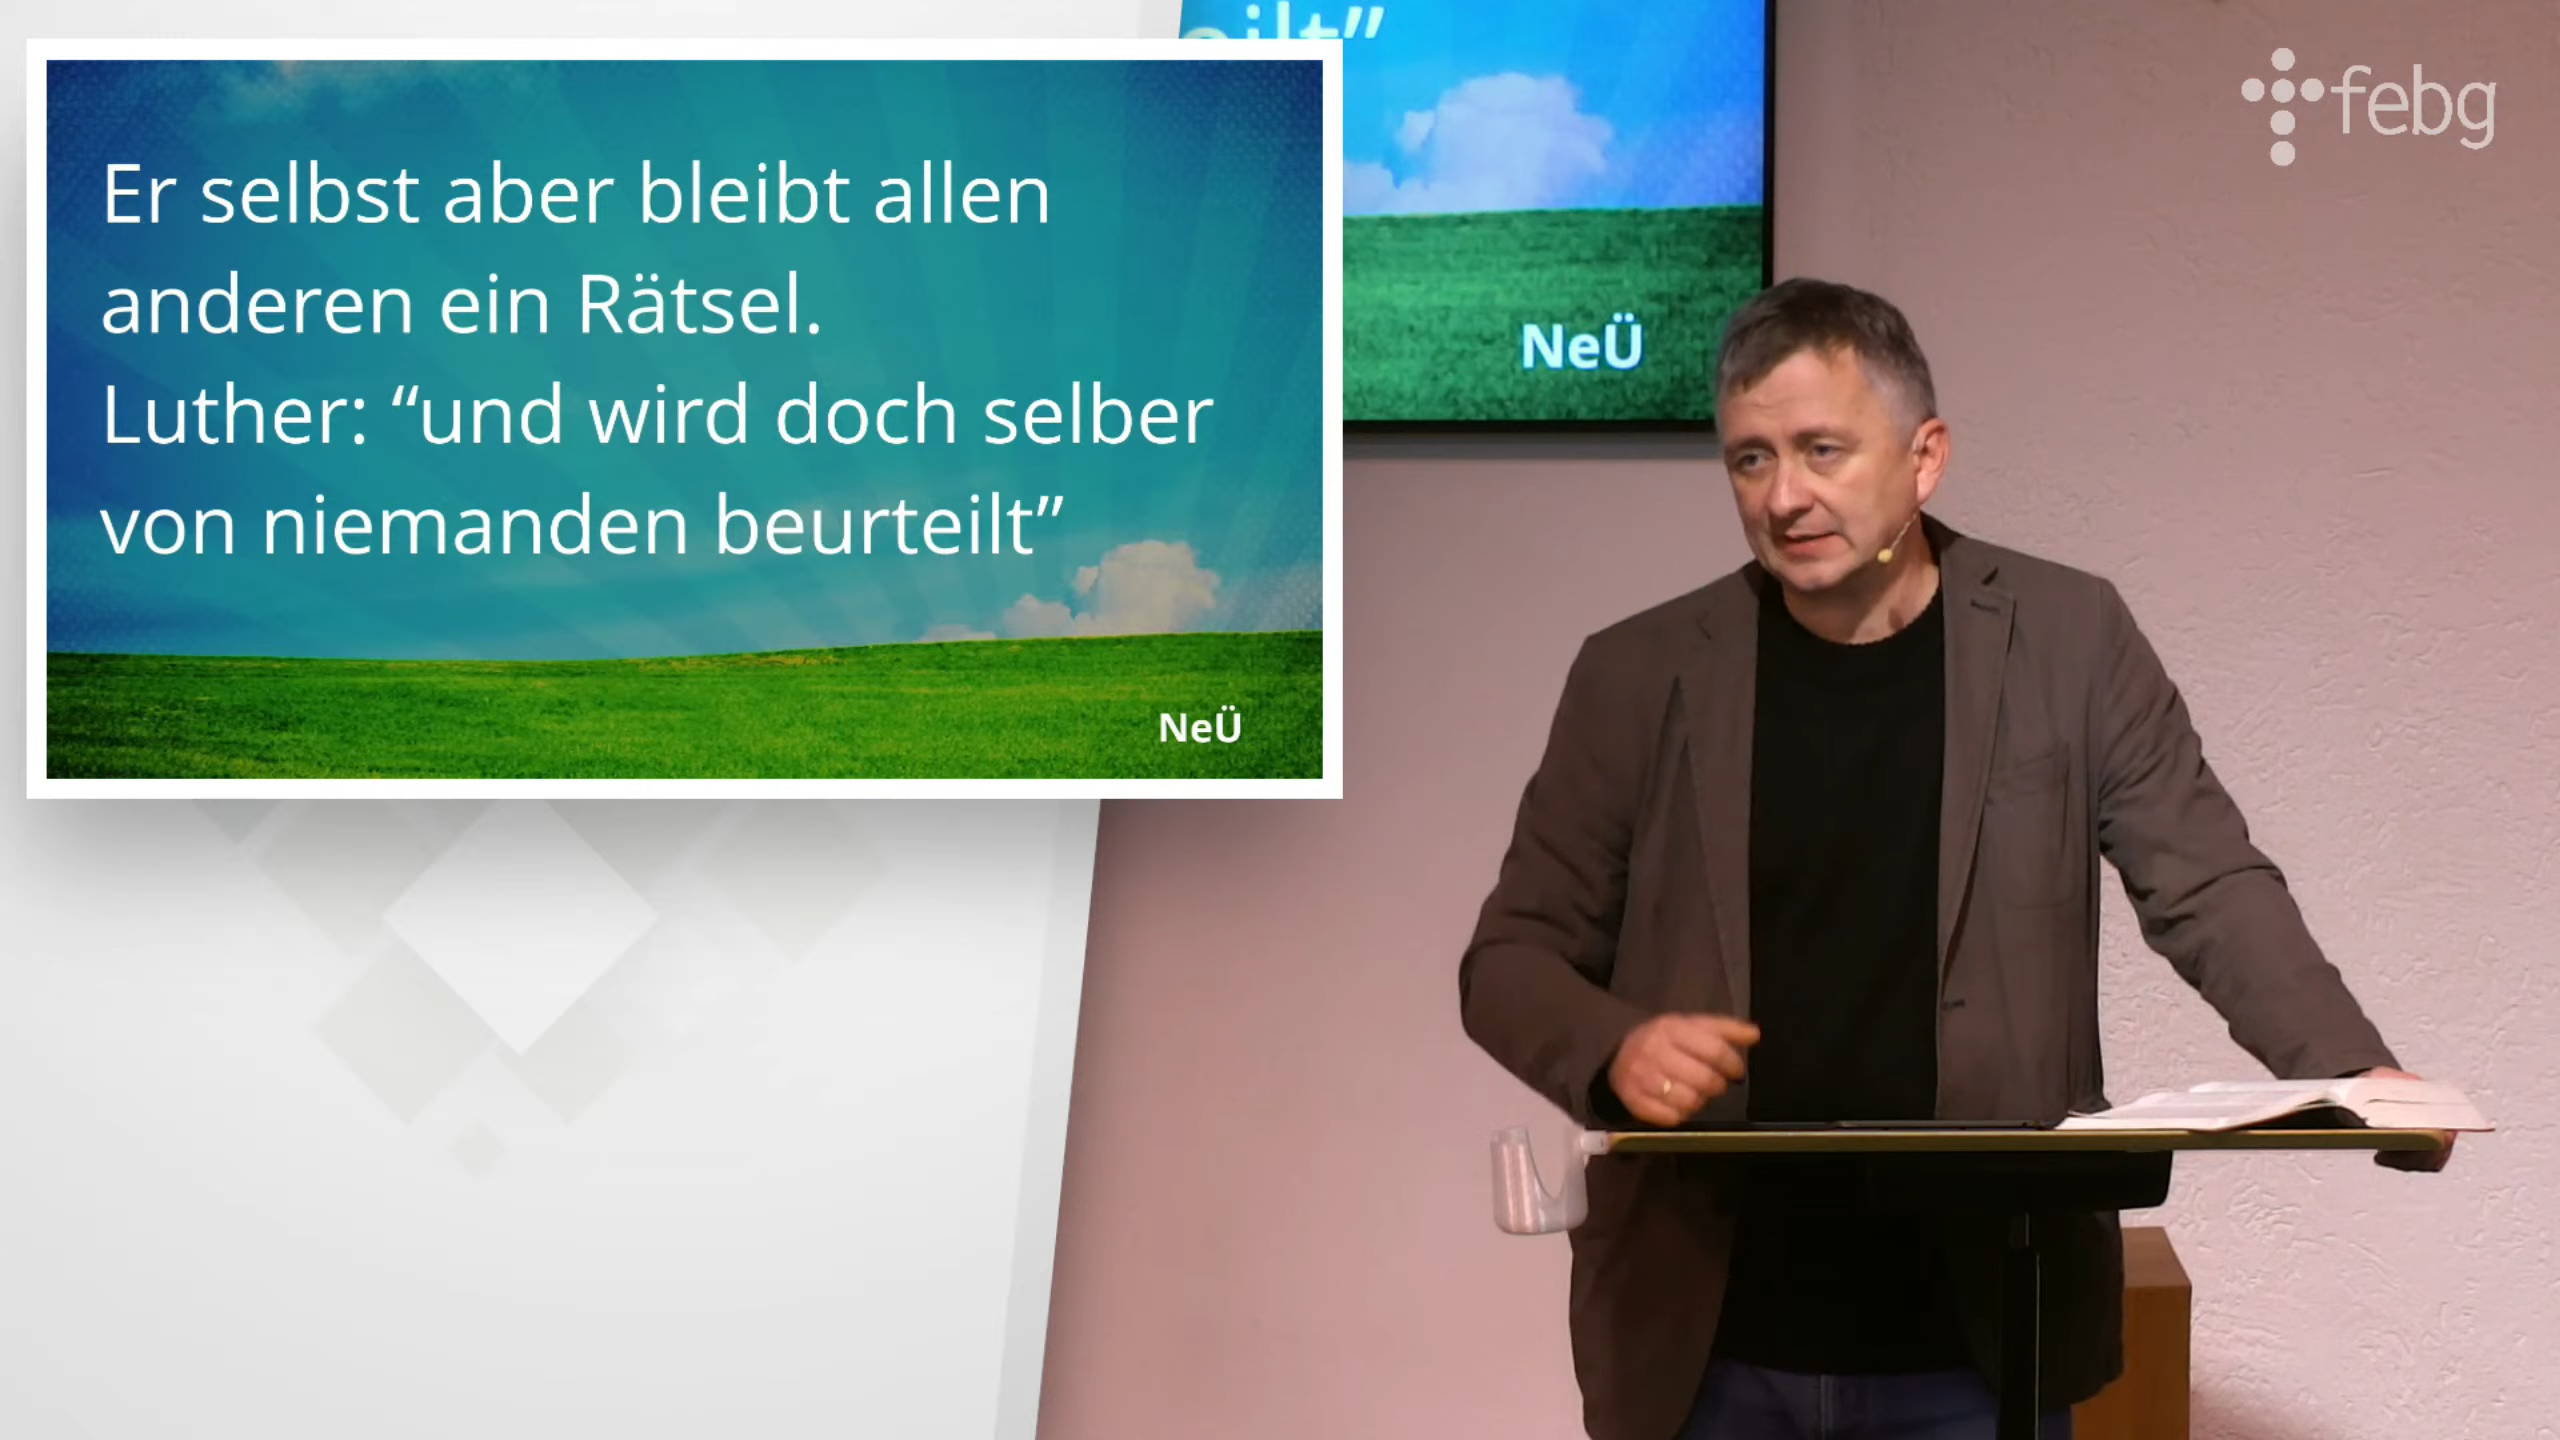 Er selbst aber bleibt allen
anderen ein Rätsel.
Luther: “und wird doch selber
von niemanden beurteilt”
NeÜ
eilt”
NeÜ
febg